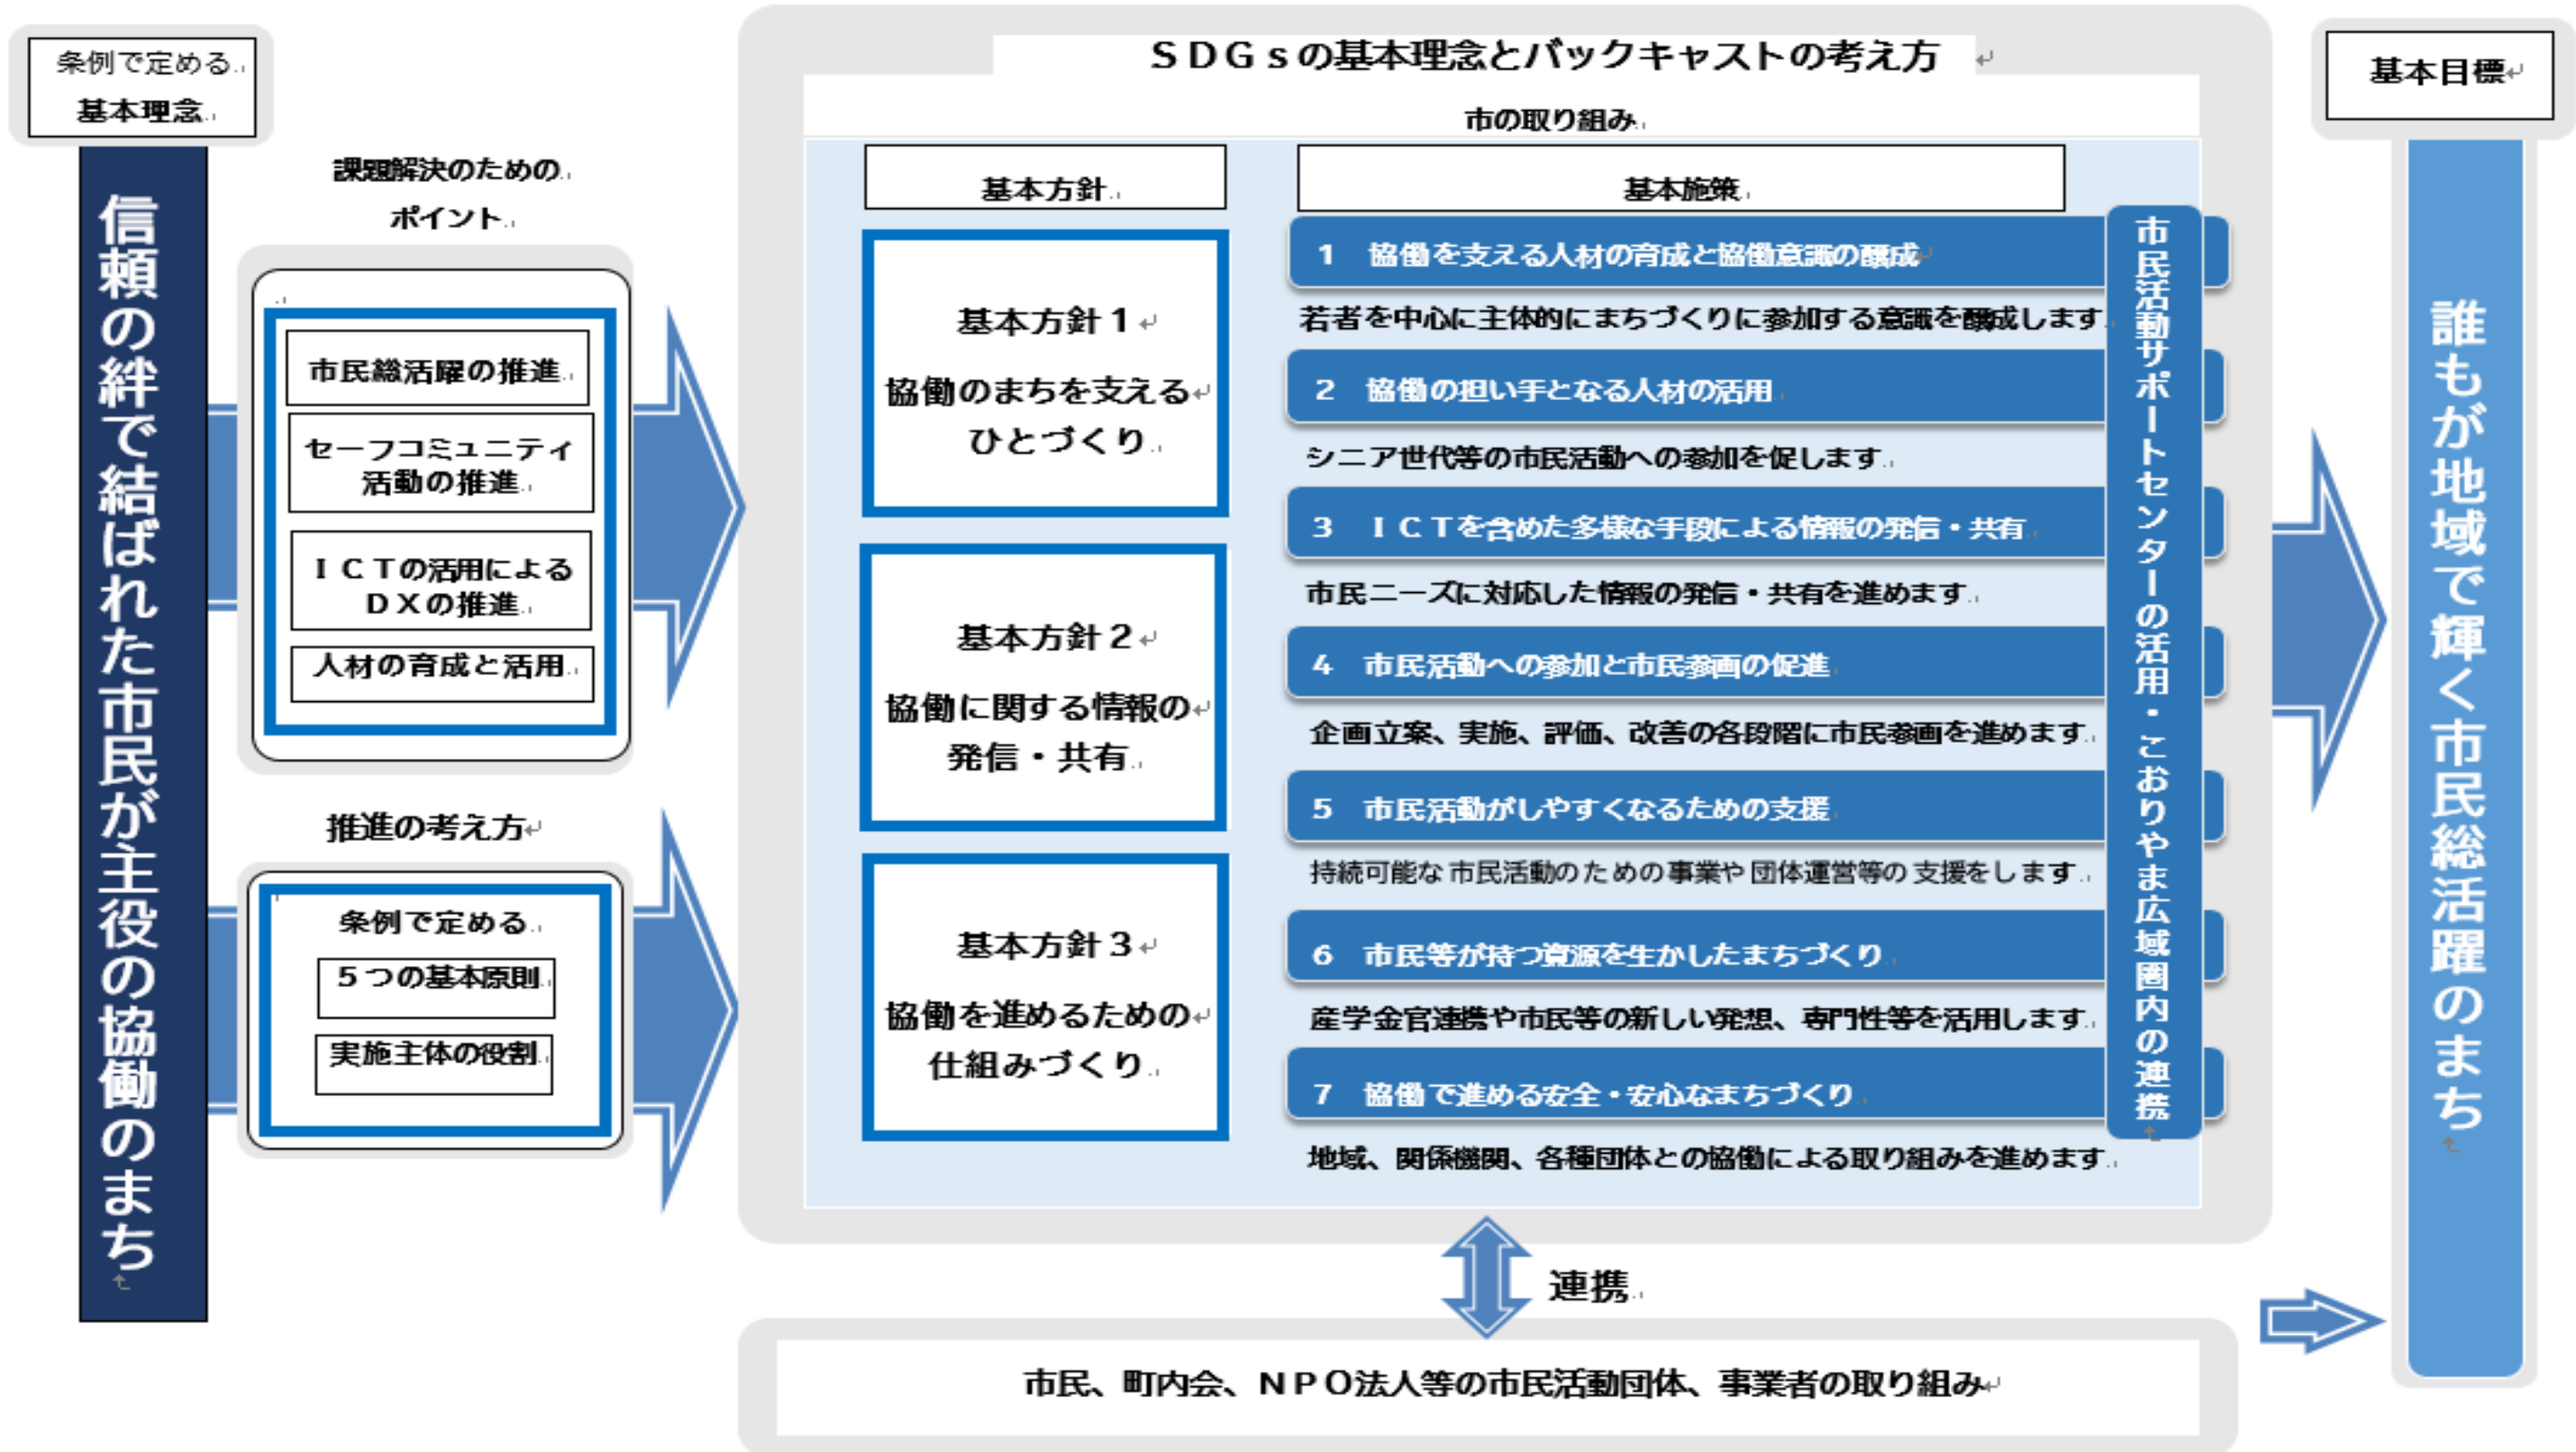 条例で定める
基本理念
信頼の絆で結ばれた市民が主役の協働のまち
課題解決のための
ポイント
市民総活躍の推進
セーフコミュニティ
活動の推進
ＩＣＴの活用による
ＤＸの推進
人材の育成と活用
推進の考え方
条例で定める
５つの基本原則
実施主体の役割
ＳＤＧｓの基本理念とバックキャストの考え方
市の取り組み
基本方針
基本方針１
協働のまちを支える
ひとづくり
基本方針２
協働に関する情報の
発信・共有
基本方針３
協働を進めるための
仕組みづくり
基本施策
１　協働を支える人材の育成と協働意識の醸成
若者を中心に主体的にまちづくりに参加する意識を醸成します
２　協働の担い手となる人材の活用
シニア世代等の市民活動への参加を促します
３　ＩＣＴを含めた多様な手段による情報の発信・共有
市民ニーズに対応した情報の発信・共有を進めます
４　市民活動への参加と市民参画の促進
企画立案、実施、評価、改善の各段階に市民参画を進めます
５　市民活動がしやすくなるための支援
持続可能な市民活動のための事業や団体運営等の支援をします
６　市民等が持つ資源を生かしたまちづくり
産学金官連携や市民等の新しい発想、専門性等を活用します
７　協働で進める安全・安心なまちづくり
地域、関係機関、各種団体との協働による取り組みを進めます
市民活動サポートセンターの活用・こおりやま広域圏内の連携
連携
市民、町内会、ＮＰＯ法人等の市民活動団体、事業者の取り組み
基本目標
誰もが地域で輝く市民総活躍のまち